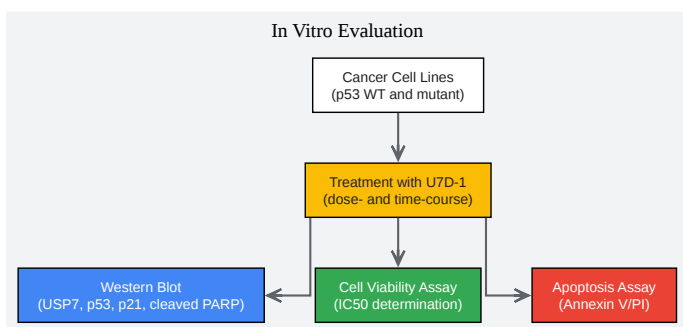 In Vitro Evaluation
Cancer Cell Lines
(p53 WT and mutant)
Treatment with U7D-1
(dose- and time-course)
Western Blot
(USP7, p53, p21, cleaved PARP)
Cell Viability Assay
(IC50 determination)
Apoptosis Assay
(Annexin V/PI)